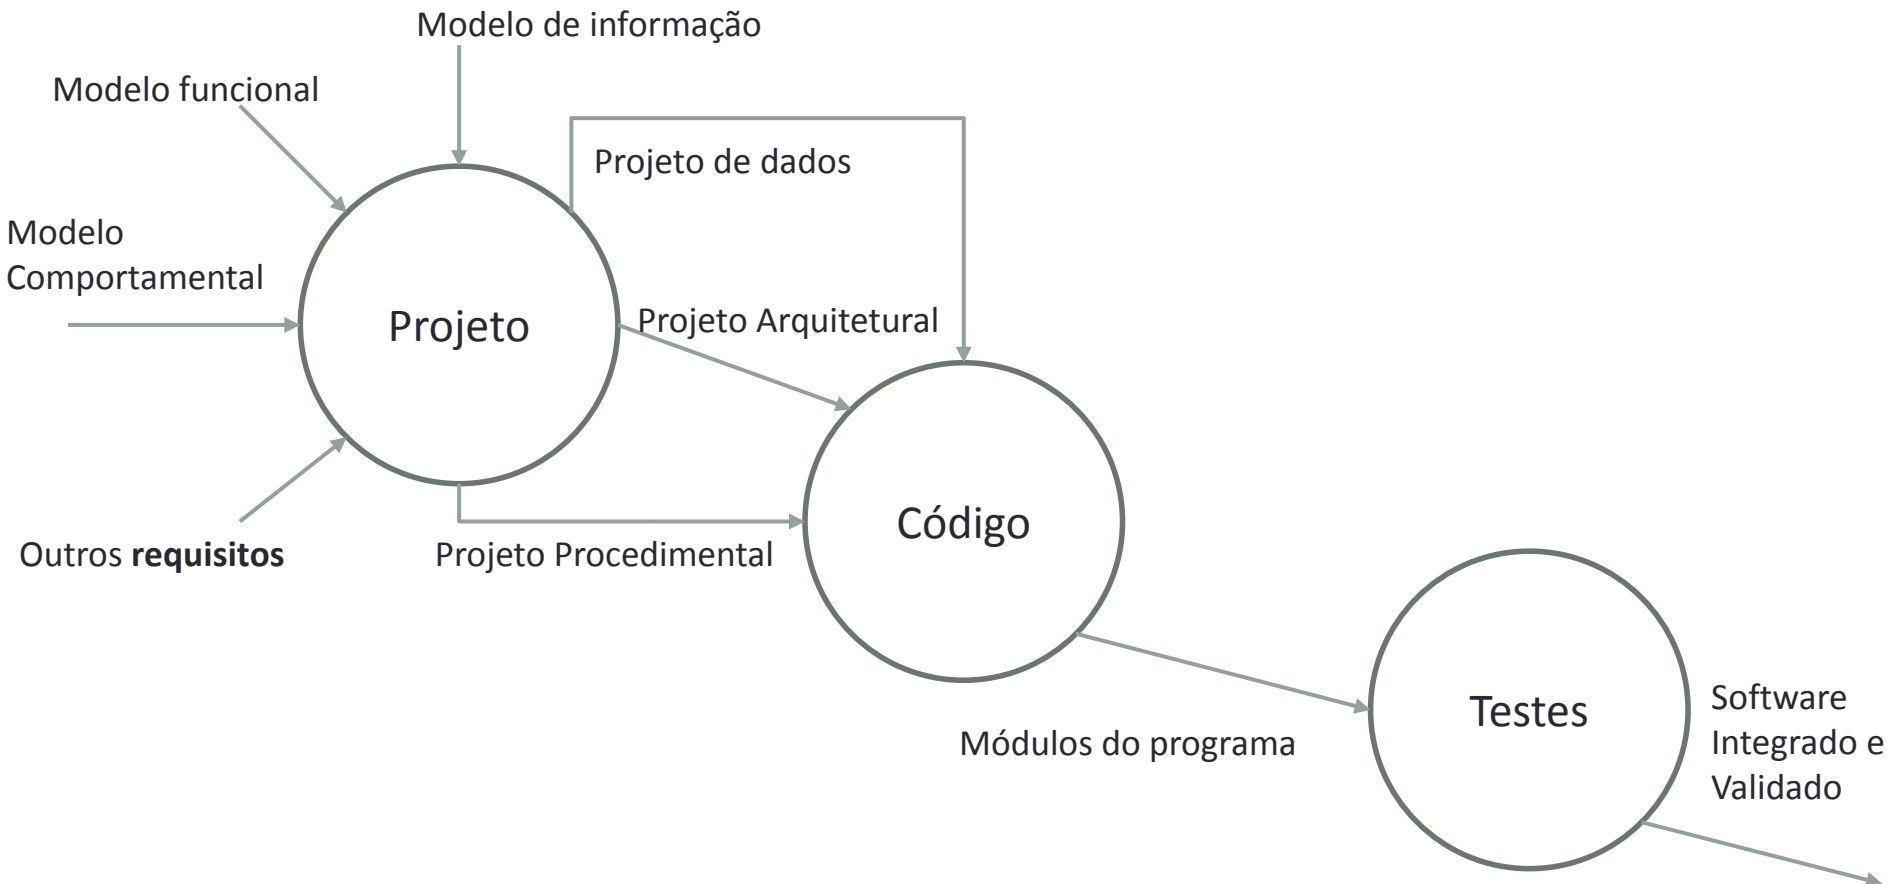 Modelo de informação
Modelo funcional
Projeto de dados
Modelo
Comportamental
Projeto
Projeto Arquitetural
Código
Outros requisitos
Projeto Procedimental
Testes
Software
Integrado e
Validado
Módulos do programa